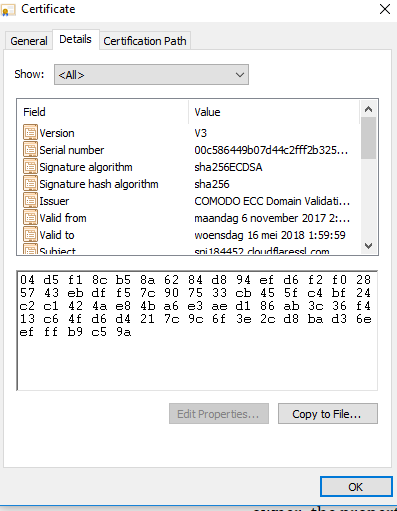 Certificate
General Details Certification Path
Show: <All>
Field Value
Version V3
Serial number 00c586449b07d44c2fff2b325...
Signature algorithm sha256ECDSA
Signature hash algorithm sha256
Issuer COMODO ECC Domain Validati...
Valid from maandag 6 november 2017 2...
Valid to woensdag 16 mei 2018 1:59:59
Subject sni184452.cloudflaressl.com
04 d5 f1 8c b5 8a 62 84 d8 94 ef d6 f2 f0 28
57 43 eb df f5 7c 90 75 33 cb 45 5f c4 bf 24
c2 c1 42 4a e8 4b a6 e3 ae d1 86 ab 3c 36 f4
13 c6 4f d6 d4 21 7c 9c 6f 3e 2c d8 ba d3 6e
ef ff b9 c5 9a
Edit Properties... Copy to File...
OK